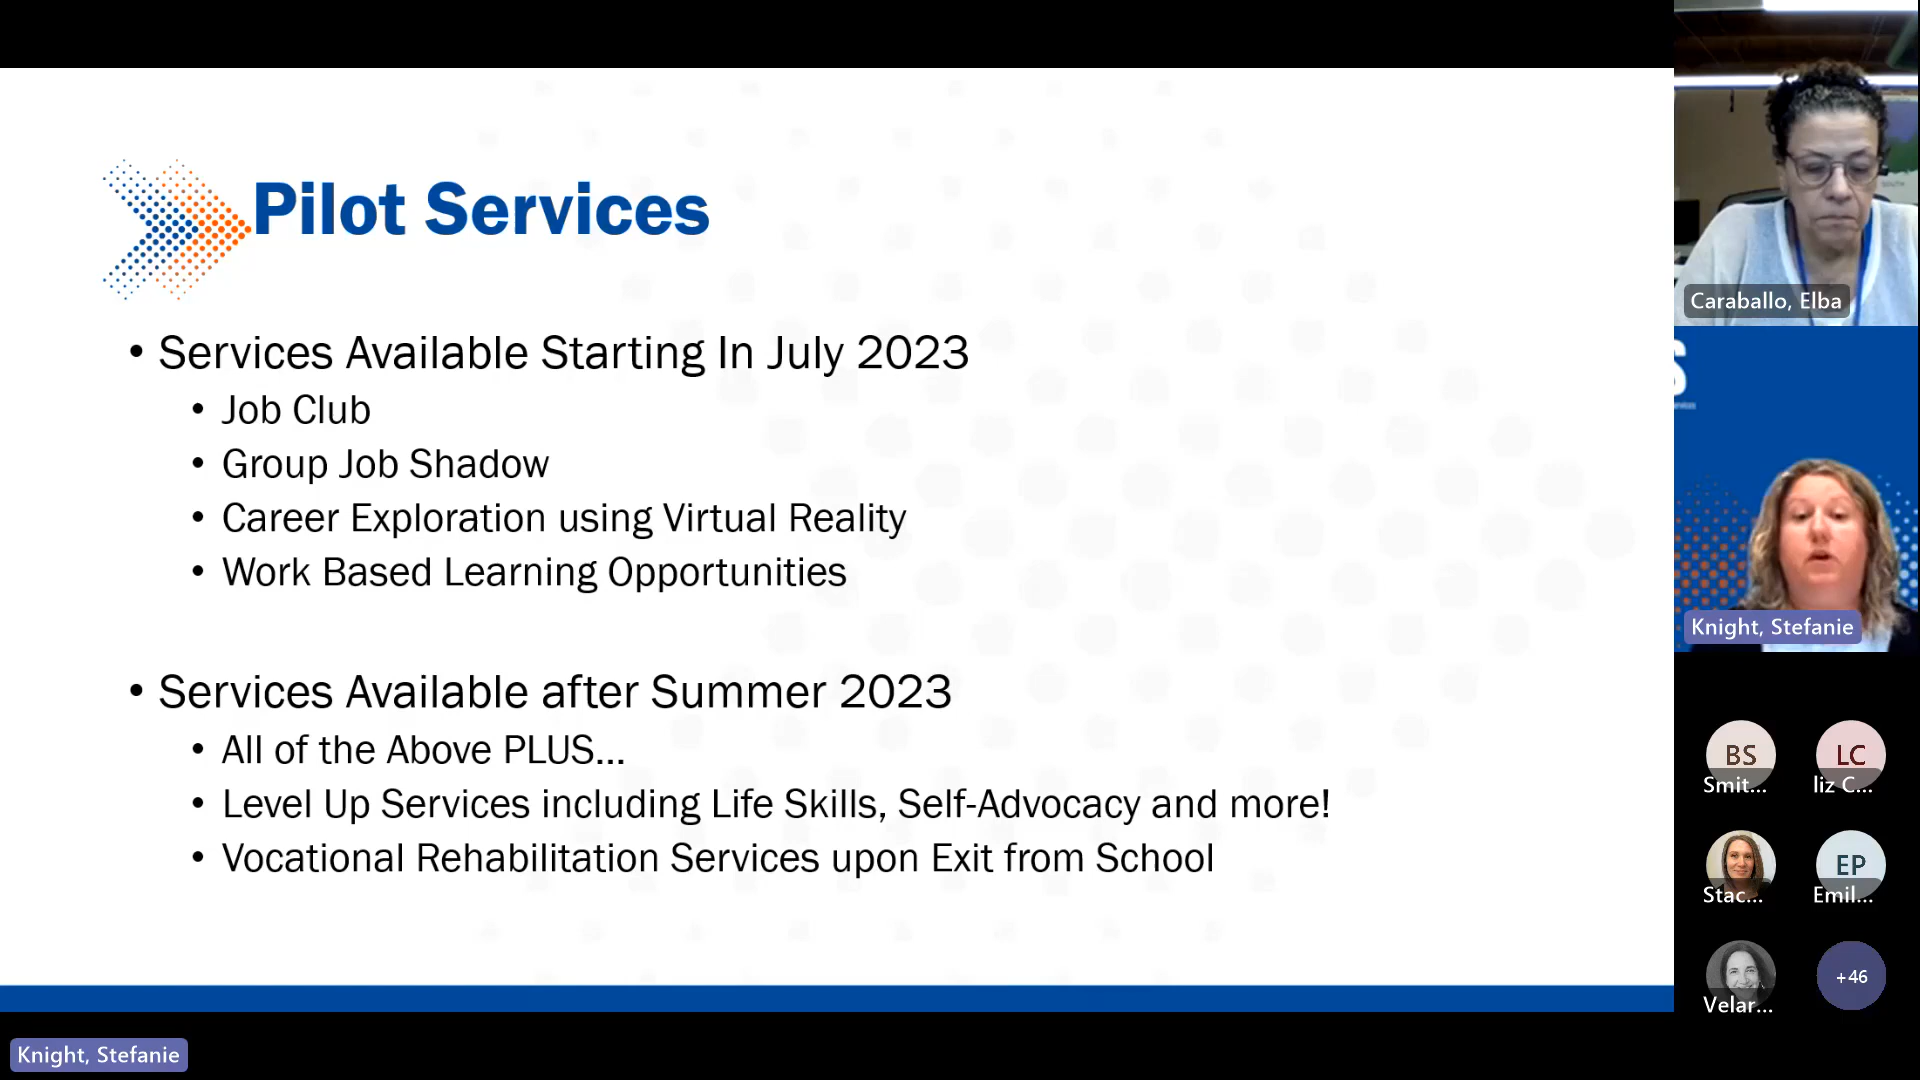 Pilot Services
• Services Available Starting In July 2023
• Job Club
• Group Job Shadow
• Career Exploration using Virtual Reality
• Work Based Learning Opportunities
• Services Available after Summer 2023
• All of the Above PLUS...
• Level Up Services including Life Skills, Self-Advocacy and more!
• Vocational Rehabilitation Services upon Exit from School
Knight, Stefanie
Caraballo, Elba
S
Knight, Stefanie
BS
Smit...
LC
liz C...
Stac...
EP
Emil...
Velar...
+46